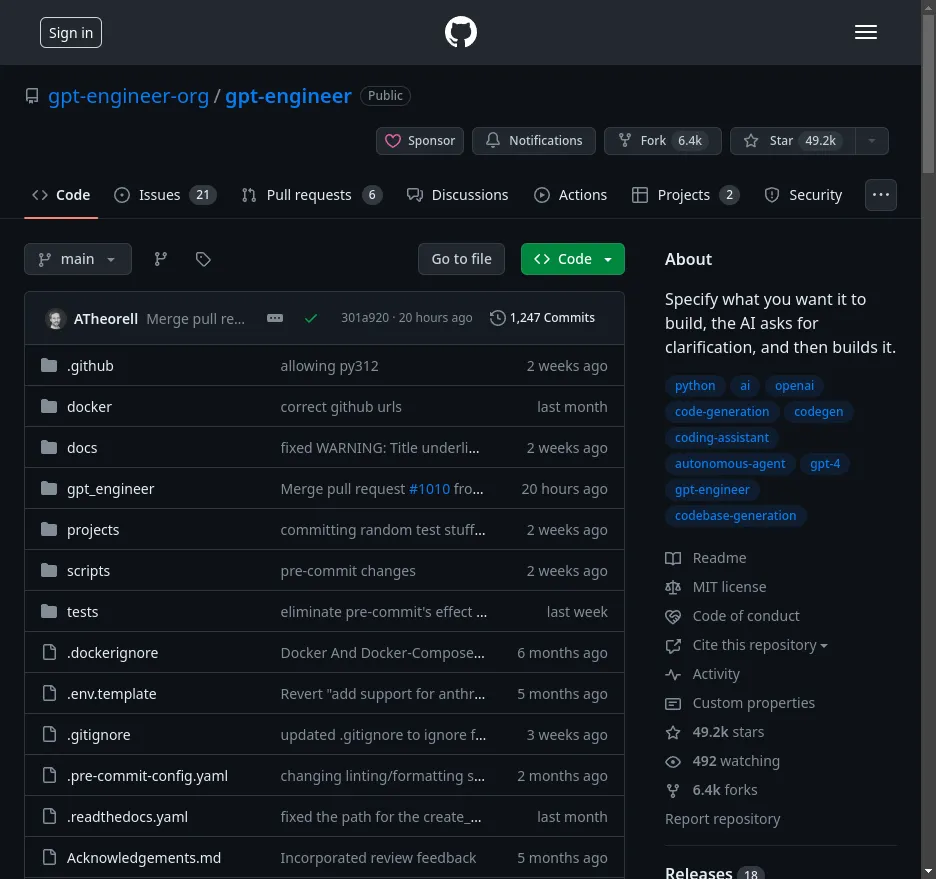 Sign in
gpt-engineer-org / gpt-engineer Public
Sponsor Notifications Fork 6.4k Star 49.2k
Code Issues 21 Pull requests 6 Discussions Actions Projects 2 Security ...
main Go to file Code
ATheorell Merge pull re... 301a920 · 20 hours ago 1,247 Commits
.github allowing py312 2 weeks ago
docker correct github urls last month
docs fixed WARNING: Title underli... 2 weeks ago
gpt_engineer Merge pull request #1010 fro... 20 hours ago
projects committing random test stuff... 2 weeks ago
scripts pre-commit changes 2 weeks ago
tests eliminate pre-commit's effect ... last week
.dockerignore Docker And Docker-Compose... 6 months ago
.env.template Revert "add support for anthr... 5 months ago
.gitignore updated .gitignore to ignore f... 3 weeks ago
.pre-commit-config.yaml changing linting/formatting s... 2 months ago
.readthedocs.yaml fixed the path for the create_... last month
Acknowledgements.md Incorporated review feedback 5 months ago
About
Specify what you want it to
build, the AI asks for
clarification, and then builds it.
python ai openai
code-generation codegen
coding-assistant
autonomous-agent gpt-4
gpt-engineer
codebase-generation
Readme
MIT license
Code of conduct
Cite this repository
Activity
Custom properties
49.2k stars
492 watching
6.4k forks
Report repository
Releases 18